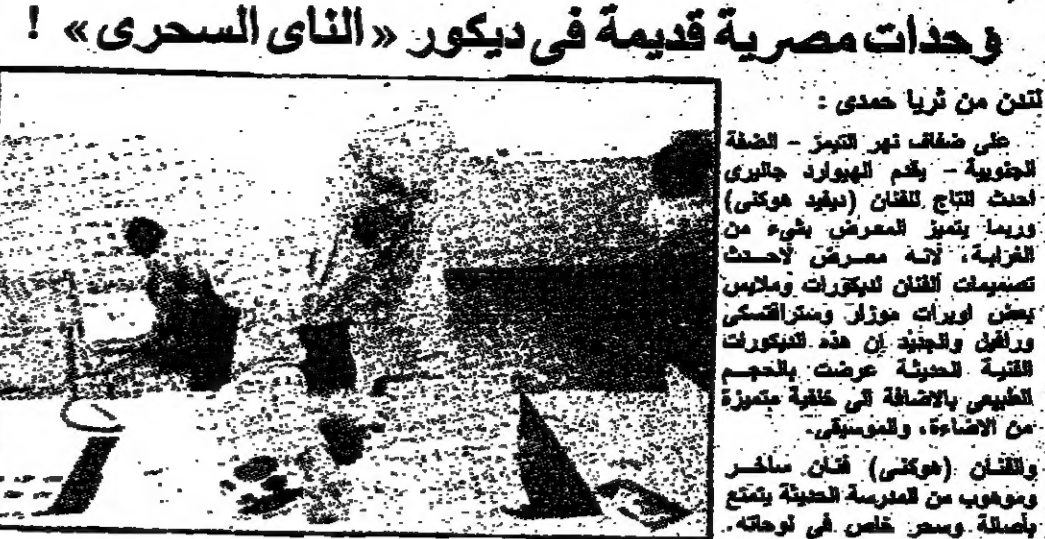 وحدات مصرية قديمة فى ديكور «الناى السحرى» !
لندن من ثريا حمدى :
على ضفاف نهر التيمز – الضفة
الجنوبية – يقدم الهيوارد جاليرى
أحدث انتاج للفنان (ديفيد هوكنى)
وربما يتميز المعرض بشىء من
الغرابة، لأنه معرض لأحدث
تصميمات الفنان لديكورات وملابس
بعض اوبرات موزار وسترافنسكى
ورافيل والجديد إن هذه الديكورات
الفنية الحديثة عرضت بالحجم
الطبيعى بالإضافة إلى خلفية متميزة
من الاضاءة، والموسيقى.
والفنان (هوكنى) فنان ساخر
وموهوب من المدرسة الحديثة يتمتع
بأصالة وسحر خاص فى لوحاته.